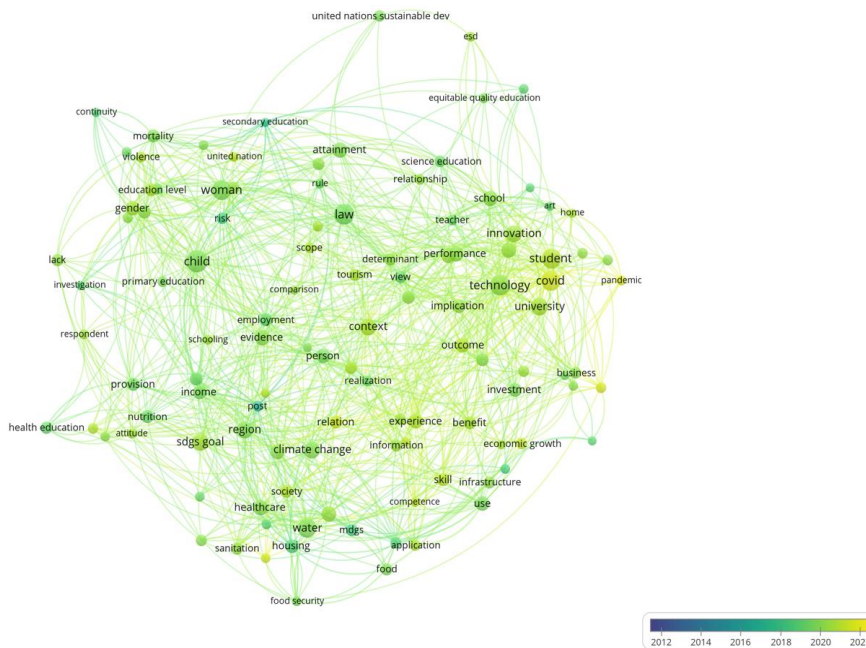 united nations sustainable dev
esd
equitable quality education
continuity
secondary education
mortality
violence
united nation
attainment
science education
education level
woman
rule
relationship
school
art
home
gender
risk
law
teacher
innovation
lack
child
scope
determinant
performance
student
investigation
primary education
tourism
view
technology
covid
pandemic
comparison
implication
university
respondent
schooling
employment
evidence
context
outcome
person
realization
business
provision
income
investment
health education
nutrition
attitude
post
relation
experience
benefit
sdgs goal
region
climate change
information
economic growth
society
skill
infrastructure
healthcare
competence
use
water
mdgs
sanitation
housing
application
food
food security
2012 2014 2016 2018 2020